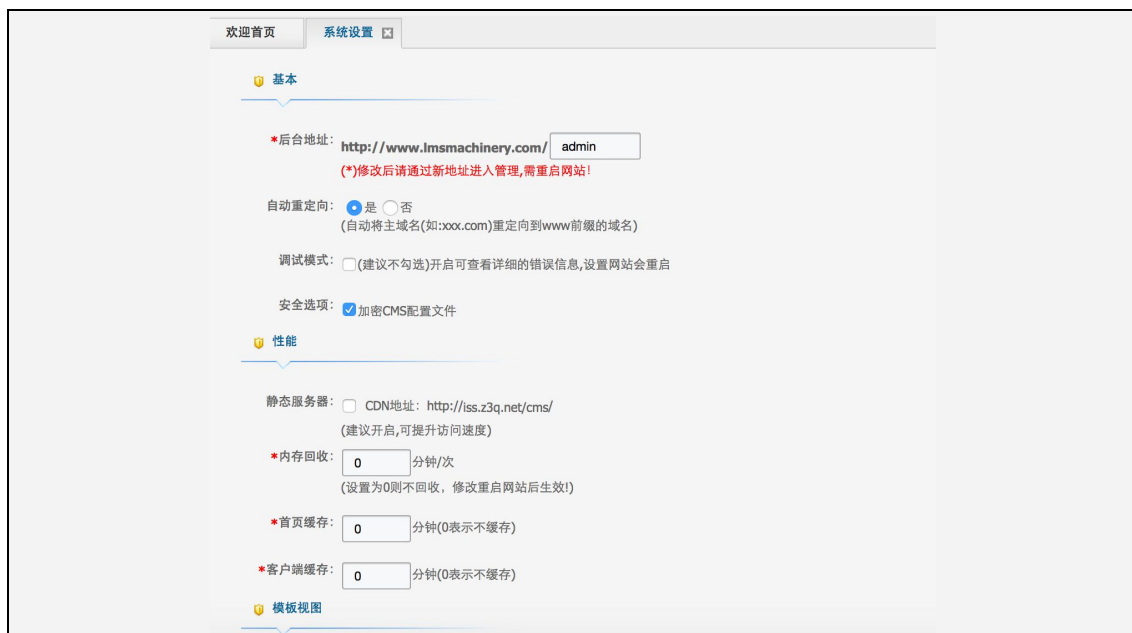 欢迎首页 系统设置
基本
*后台地址: http://www.lmsmachinery.com/ admin
(*)修改后请通过新地址进入管理,需重启网站!
自动重定向: 是 否
(自动将主域名(如:xxx.com)重定向到www前缀的域名)
调试模式: (建议不勾选)开启可查看详细的错误信息,设置网站会重启
安全选项: 加密CMS配置文件
性能
静态服务器: CDN地址: http://iss.z3q.net/cms/
(建议开启,可提升访问速度)
*内存回收: 0 分钟/次
(设置为0则不回收，修改重启网站后生效!)
*首页缓存: 0 分钟(0表示不缓存)
*客户端缓存: 0 分钟(0表示不缓存)
模板视图